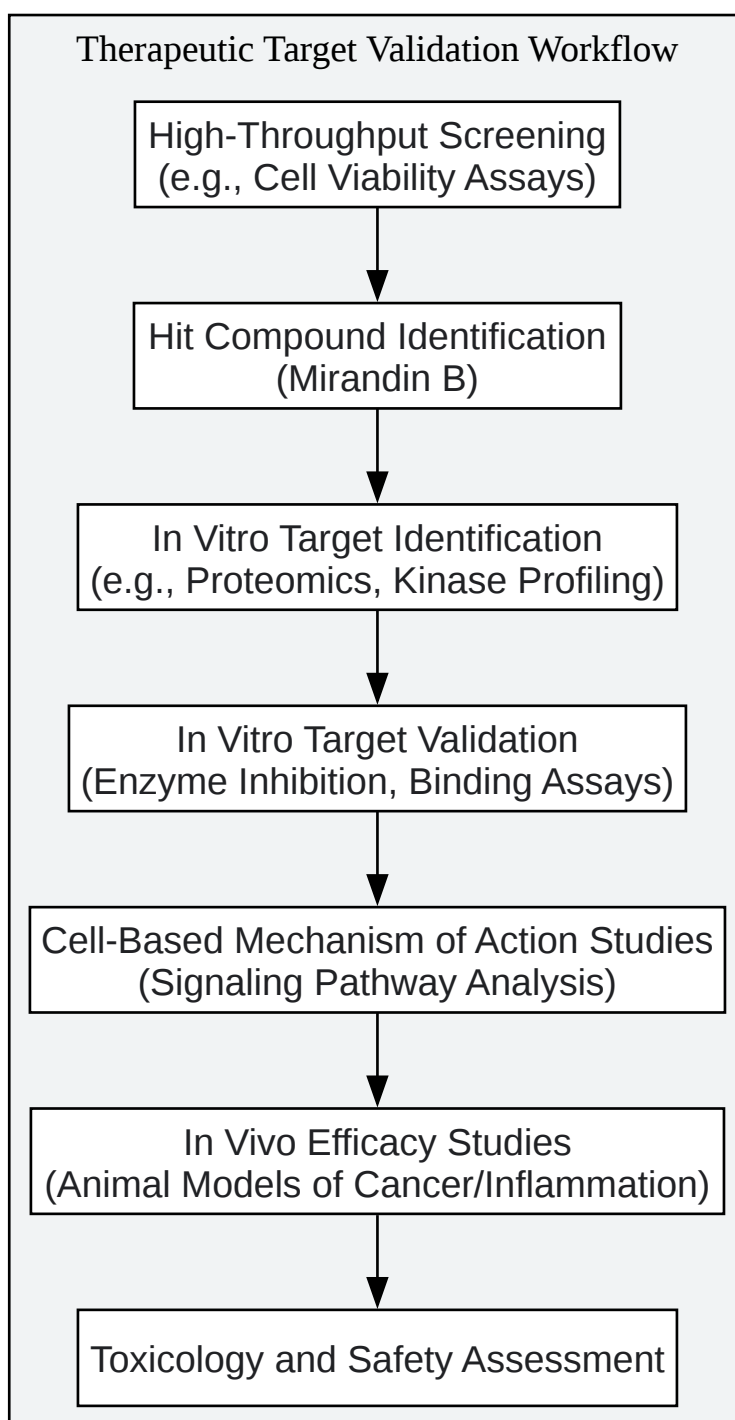 Therapeutic Target Validation Workflow
High-Throughput Screening
(e.g., Cell Viability Assays)
Hit Compound Identification
(Mirandin B)
In Vitro Target Identification
(e.g., Proteomics, Kinase Profiling)
In Vitro Target Validation
(Enzyme Inhibition, Binding Assays)
Cell-Based Mechanism of Action Studies
(Signaling Pathway Analysis)
In Vivo Efficacy Studies
(Animal Models of Cancer/Inflammation)
Toxicology and Safety Assessment